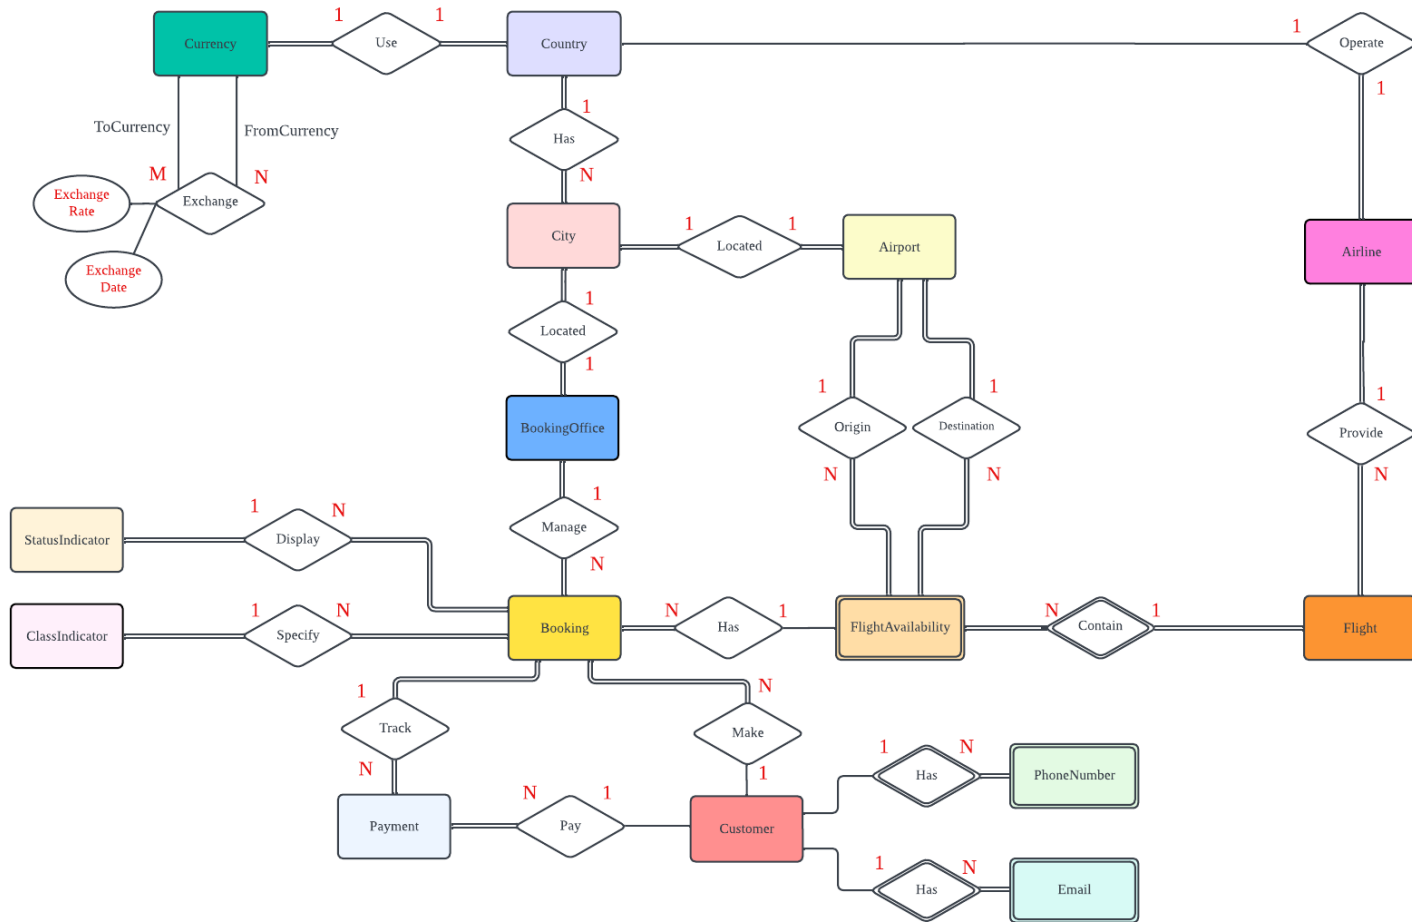 1
1
1
Currency
Use
Country
Operate
1
1
ToCurrency
FromCurrency
Has
M
N
N
Exchange
Rate
Exchange
1
1
City
Located
Airport
Airline
Exchange
Date
1
Located
1
1
1
1
Origin
Destination
Provide
BookingOffice
N
N
N
1
1
N
StatusIndicator
Display
Manage
N
1
N
N
1
N
1
ClassIndicator
Specify
Booking
Has
FlightAvailability
Contain
Flight
1
N
Track
Make
N
1
1
N
Has
PhoneNumber
N
1
Payment
Pay
Customer
1
N
Has
Email